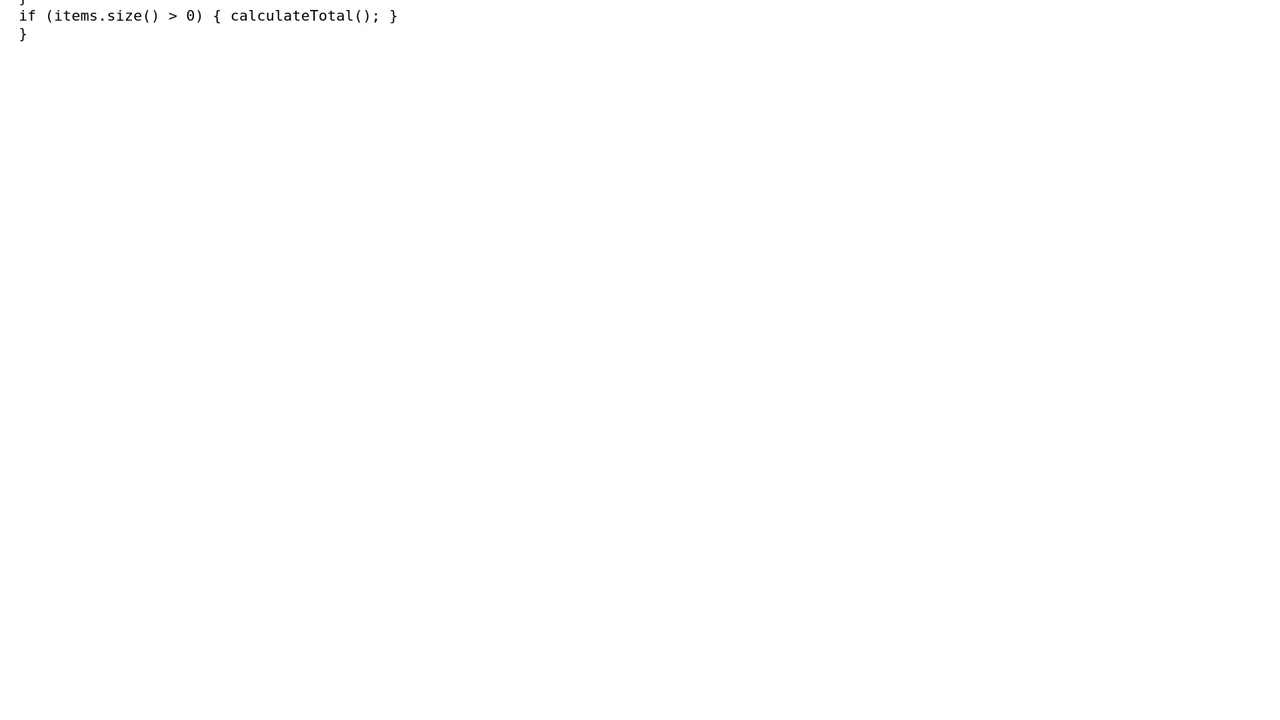 }
if (items.size() > 0) { calculateTotal(); }
}